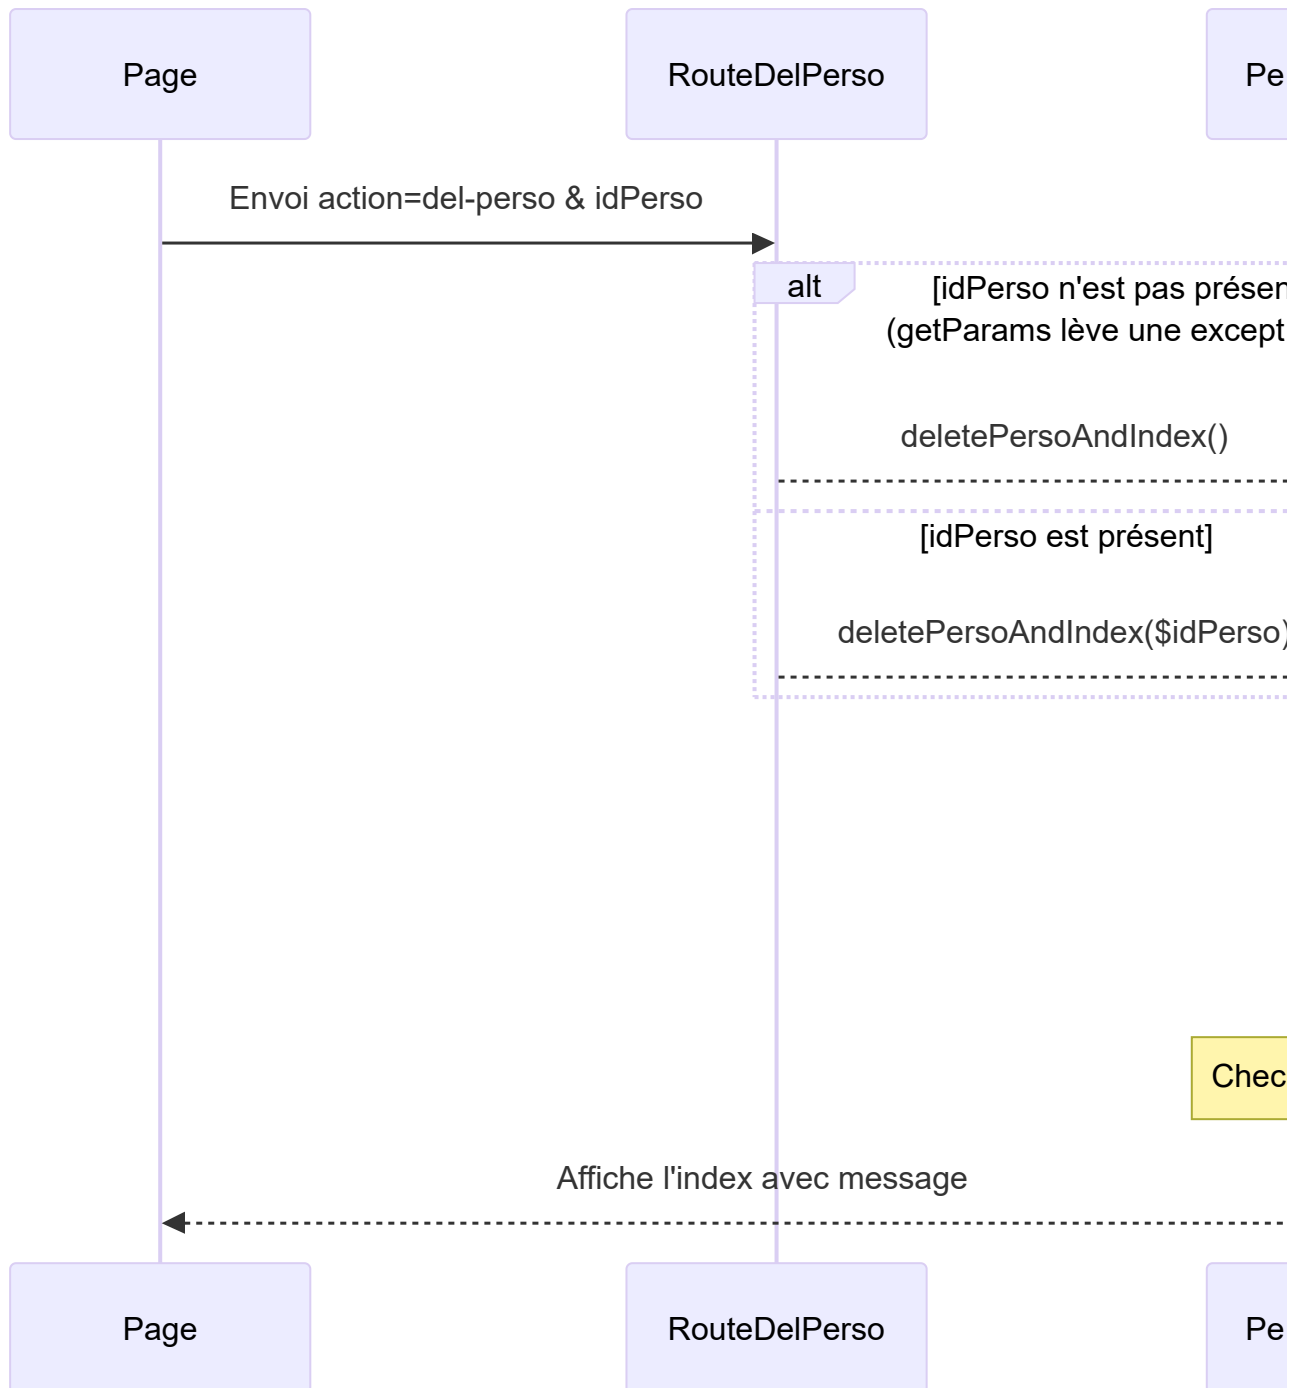 Page
RouteDelPerso
Pe
Envoi action=del-perso & idPerso
alt
[idPerso n'est pas présen
(getParams lève une except
deletePersoAndIndex()
[idPerso est présent]
deletePersoAndIndex($idPerso)
Chec
Affiche l'index avec message
Page
RouteDelPerso
Pe